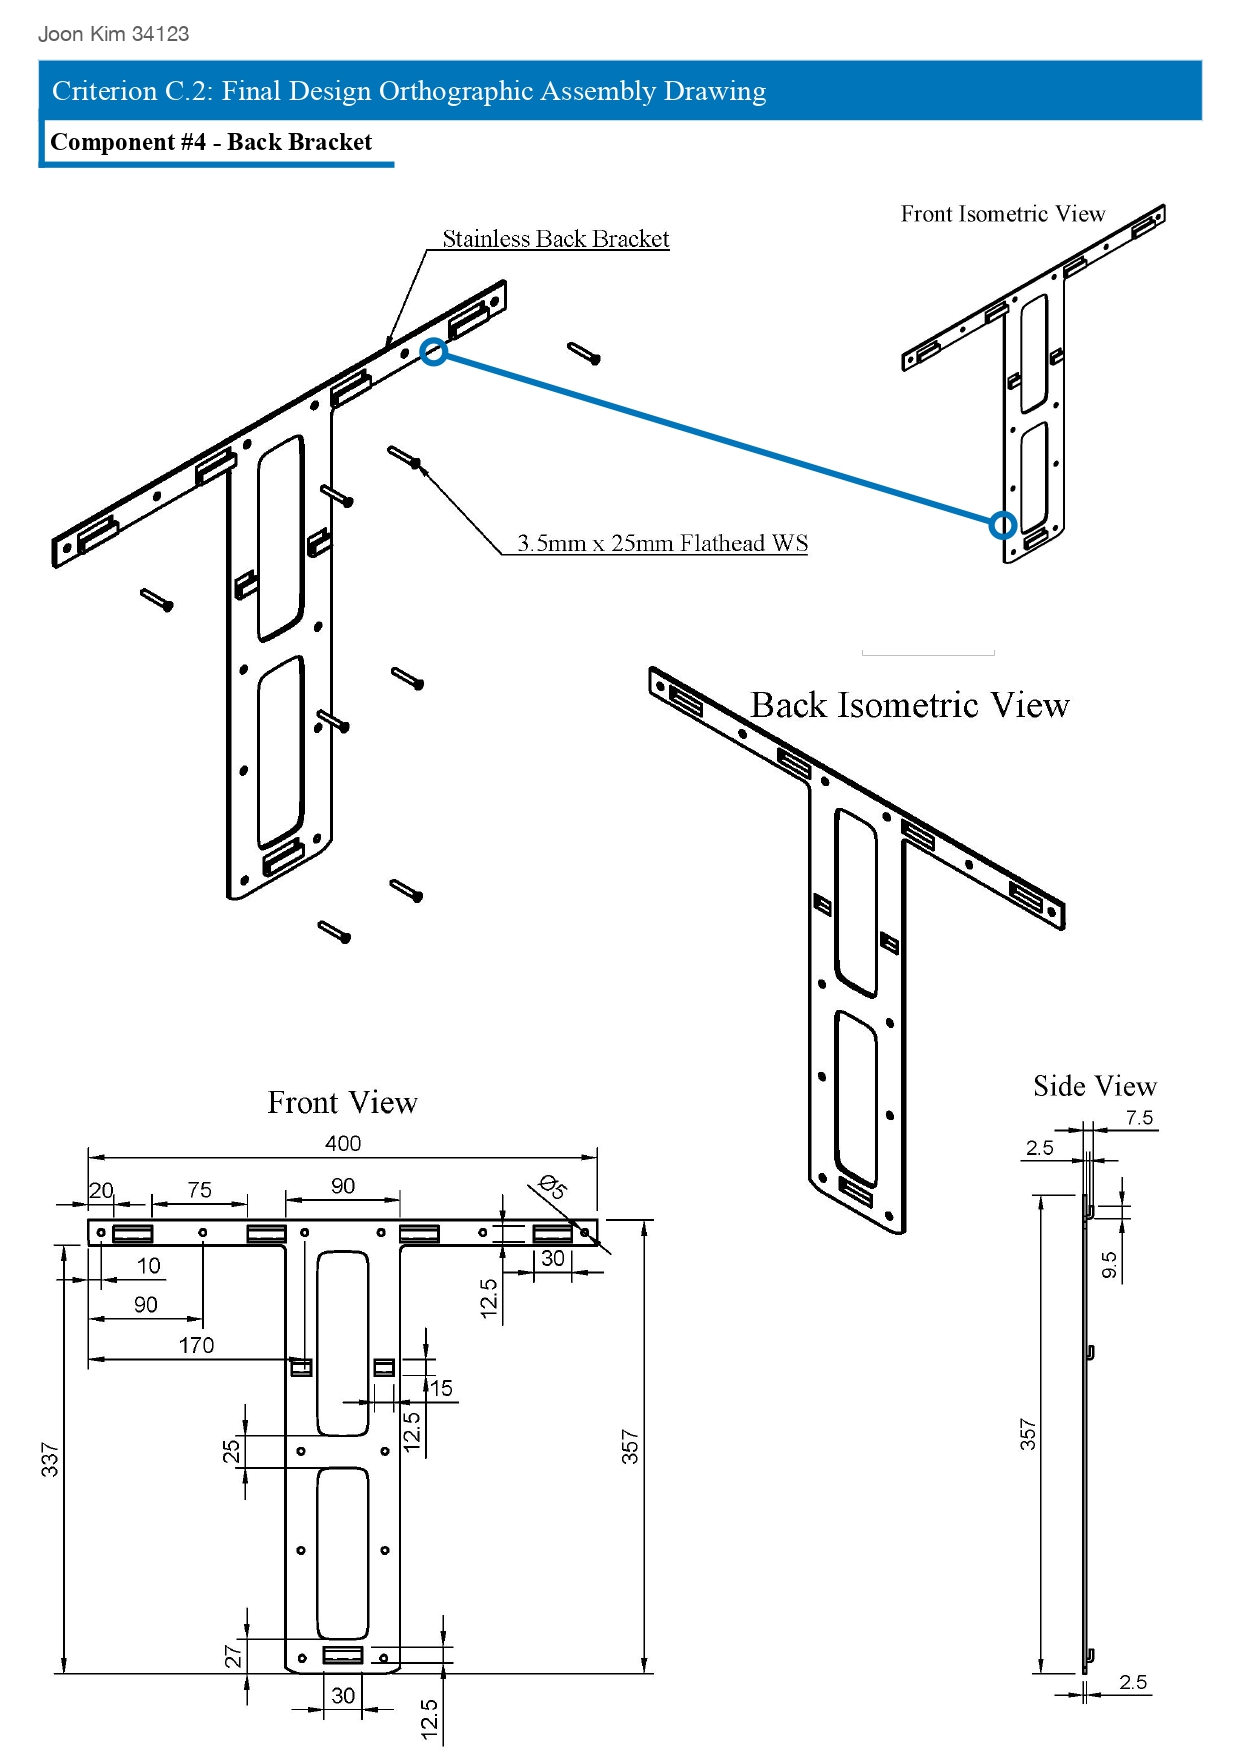 Joon Kim 34123
Criterion C.2: Final Design Orthographic Assembly Drawing
Component #4 - Back Bracket
Front Isometric View
Stainless Back Bracket
3.5mm x 25mm Flathead WS
Back Isometric View
Side View
7.5
2.5
9.5
357
2.5
Front View
400
20
75
90
Ø5
10
90
170
12.5
30
15
12.5
25
337
357
27
30
12.5